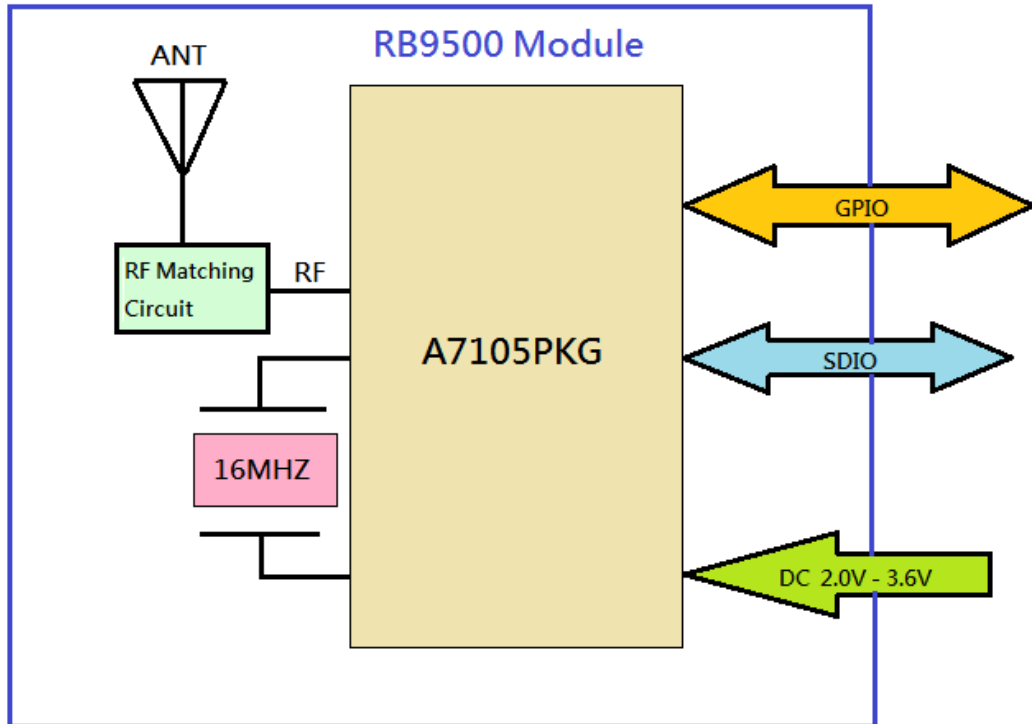 RB9500 Module
ANT
GPIO
RF Matching
Circuit
RF
A7105PKG
SDIO
16MHZ
DC 2.0V - 3.6V